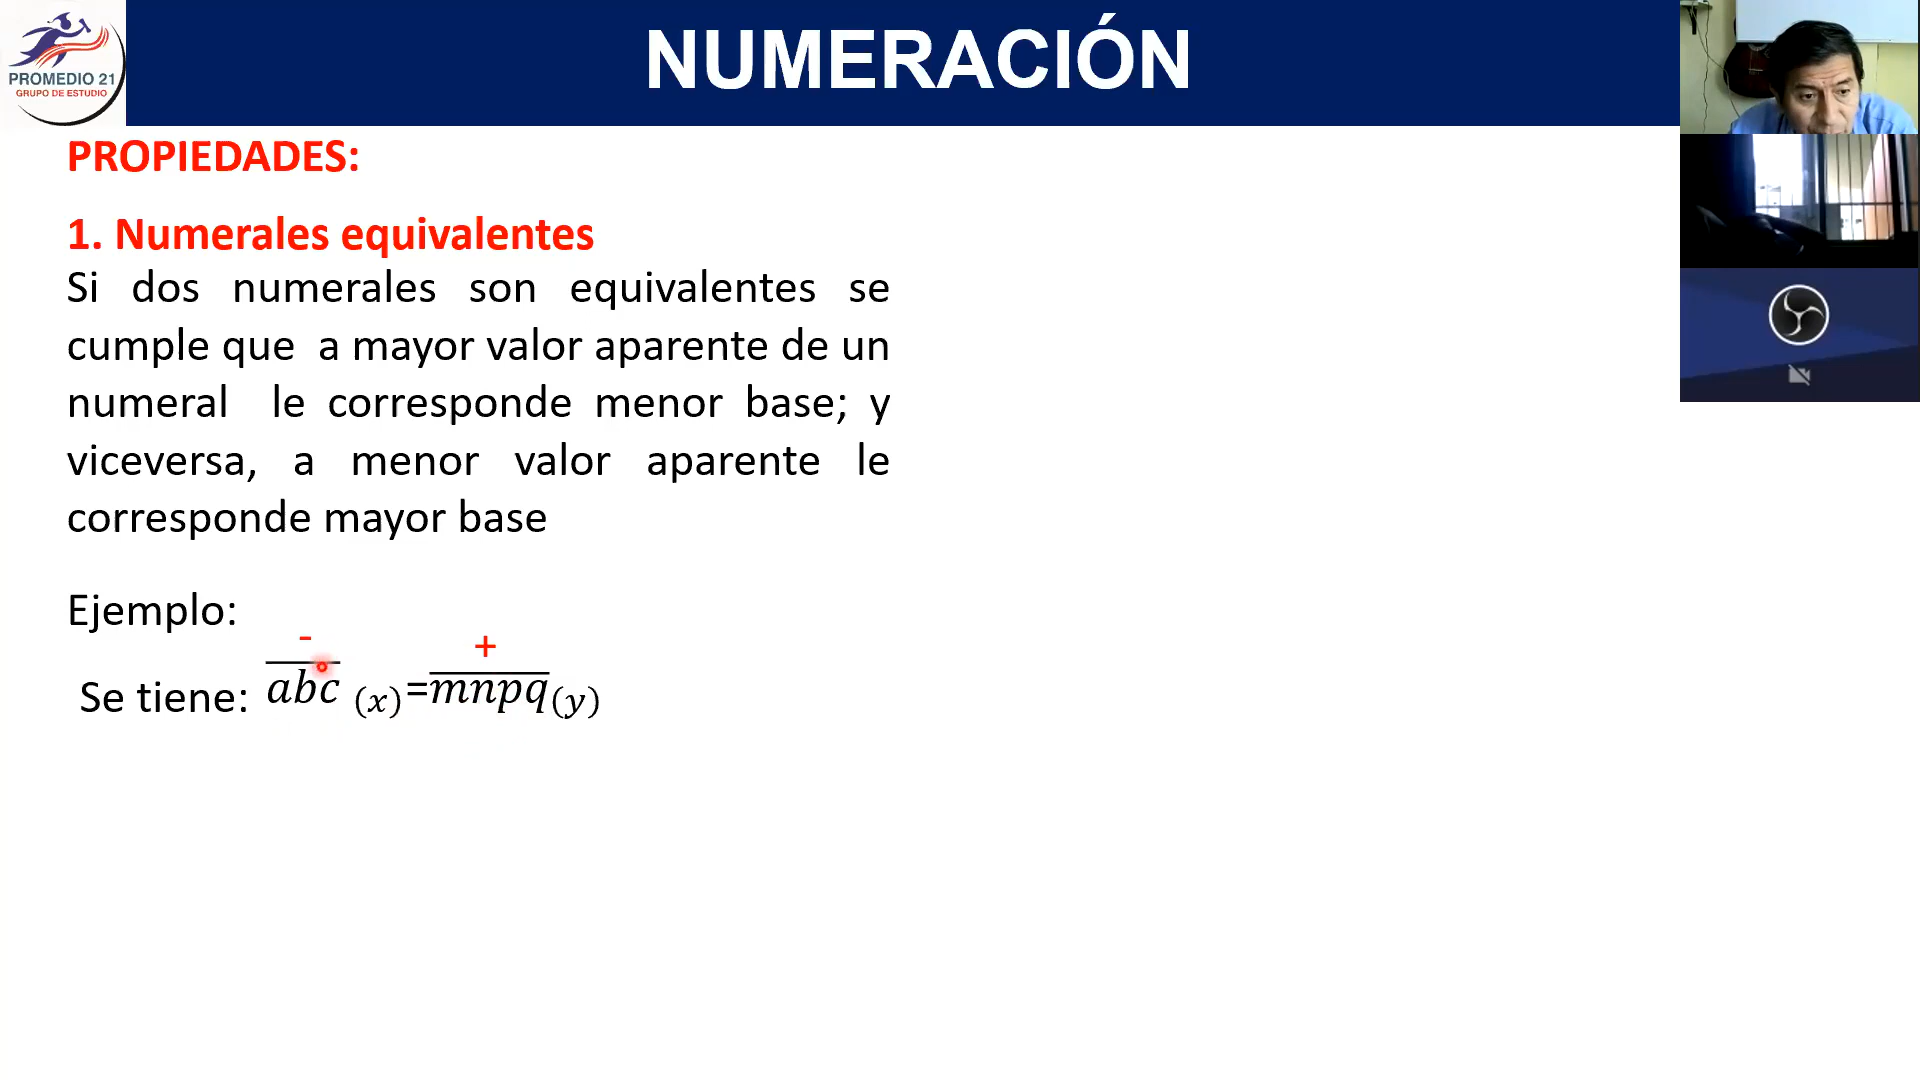 PROMEDIO 21
GRUPO DE ESTUDIO
NUMERACIÓN
PROPIEDADES:
1. Numerales equivalentes
Si dos numerales son equivalentes se
cumple que a mayor valor aparente de un
numeral le corresponde menor base; y
viceversa, a menor valor aparente le
corresponde mayor base
Ejemplo:
- +
Se tiene: abc (x)=mnpq(y)